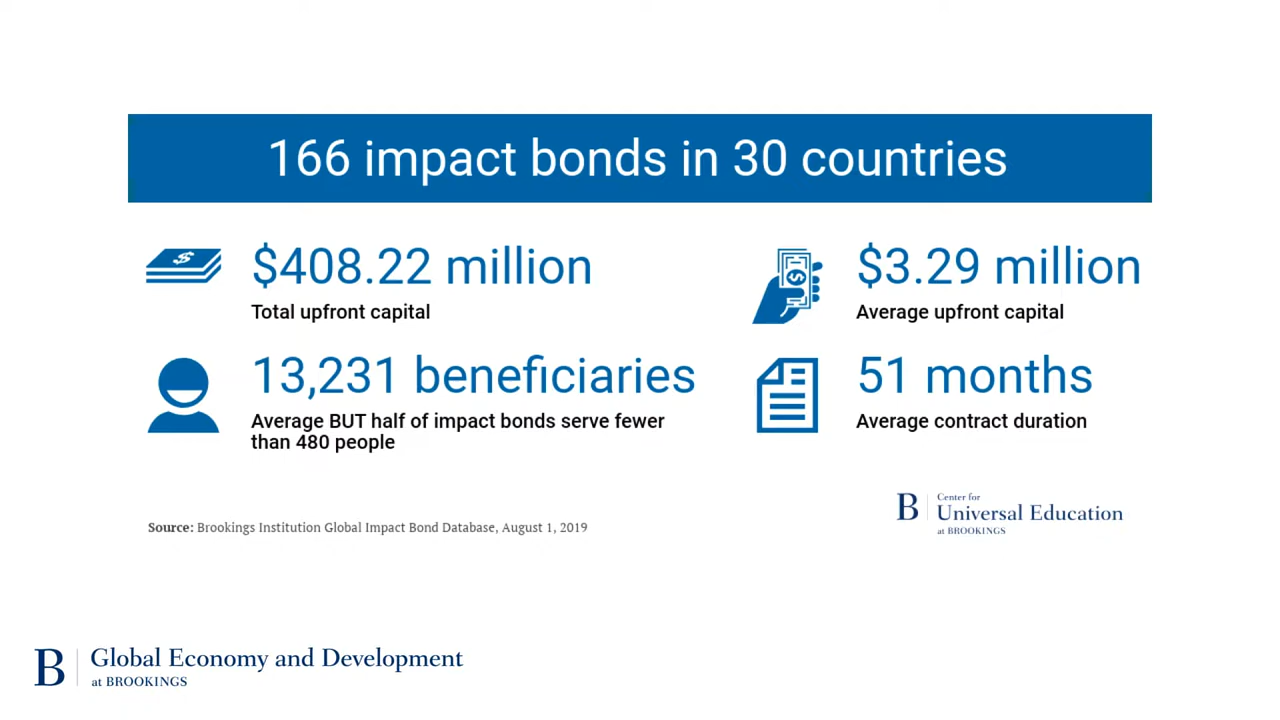 166 impact bonds in 30 countries
$
$408.22 million
Total upfront capital
$
$3.29 million
Average upfront capital
13,231 beneficiaries
Average BUT half of impact bonds serve fewer
than 480 people
51 months
Average contract duration
Source: Brookings Institution Global Impact Bond Database, August 1, 2019
B
Center for
Universal Education
at BROOKINGS
B
Global Economy and Development
at BROOKINGS